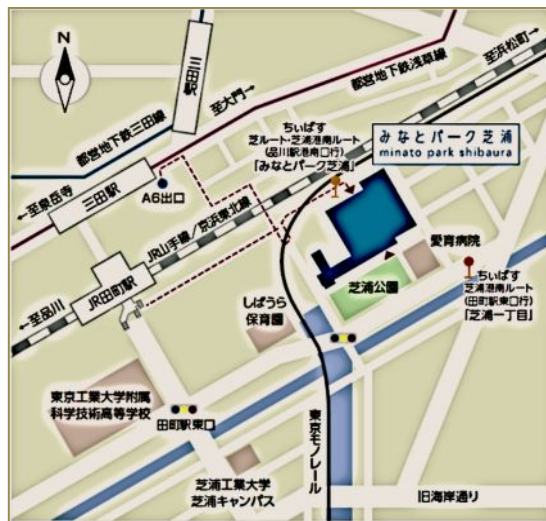 N
三田駅
至浜松町→
都営地下鉄浅草線
至大門→
都営地下鉄三田線
ちぃばす
芝ルート・芝浦港南ルート
(品川駅港南口行)
「みなとパーク芝浦」
みなとパーク芝浦
minato park shibaura
←至泉岳寺
三田駅
A6出口
JR山手線/京浜東北線
愛育病院
JR田町駅
←至品川
芝浦公園
ちぃばす
芝浦港南ルート
(田町駅東口行)
「芝浦一丁目」
しばうら
保育園
東京工業大学附属
科学技術高等学校
田町駅東口
東京モノレール
芝浦工業大学
芝浦キャンパス
旧海岸通り